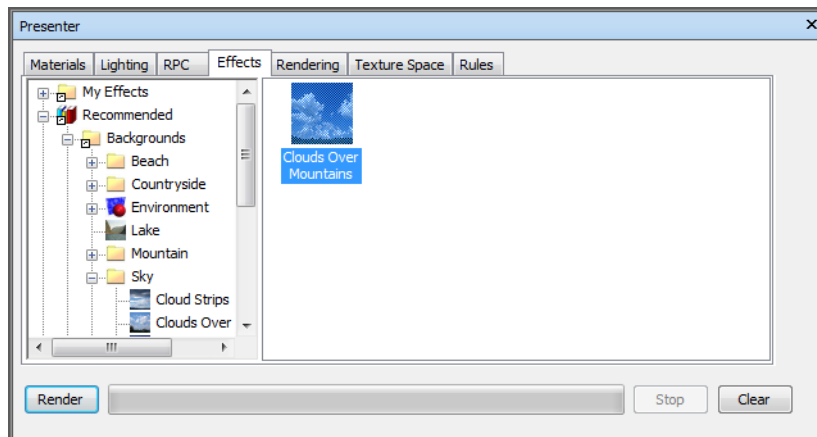 Presenter
Materials Lighting RPC Effects Rendering Texture Space Rules
My Effects
Recommended
Backgrounds
Beach
Countryside
Environment
Lake
Mountain
Sky
Cloud Strips
Clouds Over
Clouds Over
Mountains
Render
Stop
Clear